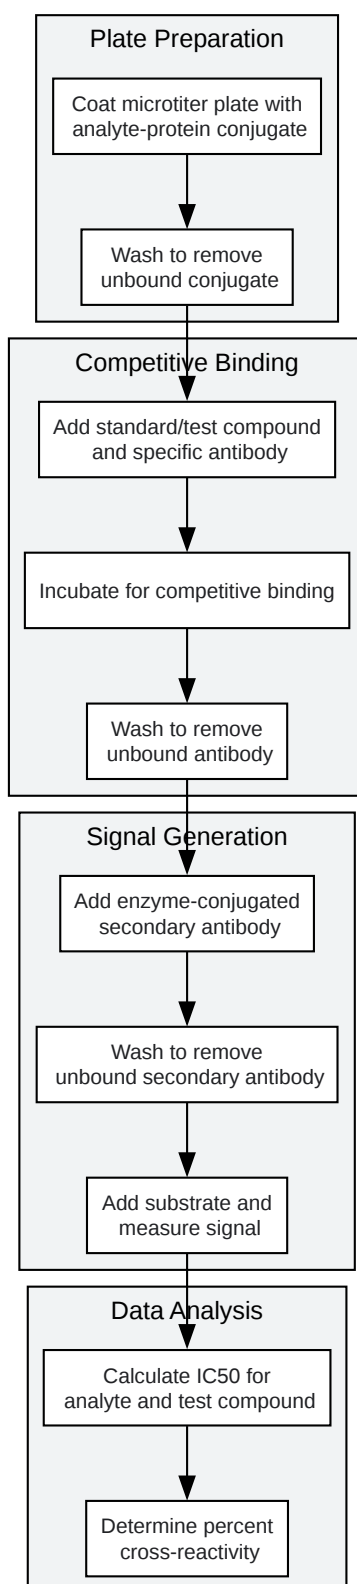 Plate Preparation
Coat microtiter plate with
analyte-protein conjugate
Wash to remove
unbound conjugate
Competitive Binding
Add standard/test compound
and specific antibody
Incubate for competitive binding
Wash to remove
unbound antibody
Signal Generation
Add enzyme-conjugated
secondary antibody
Wash to remove
unbound secondary antibody
Add substrate and
measure signal
Data Analysis
Calculate IC50 for
analyte and test compound
Determine percent
cross-reactivity